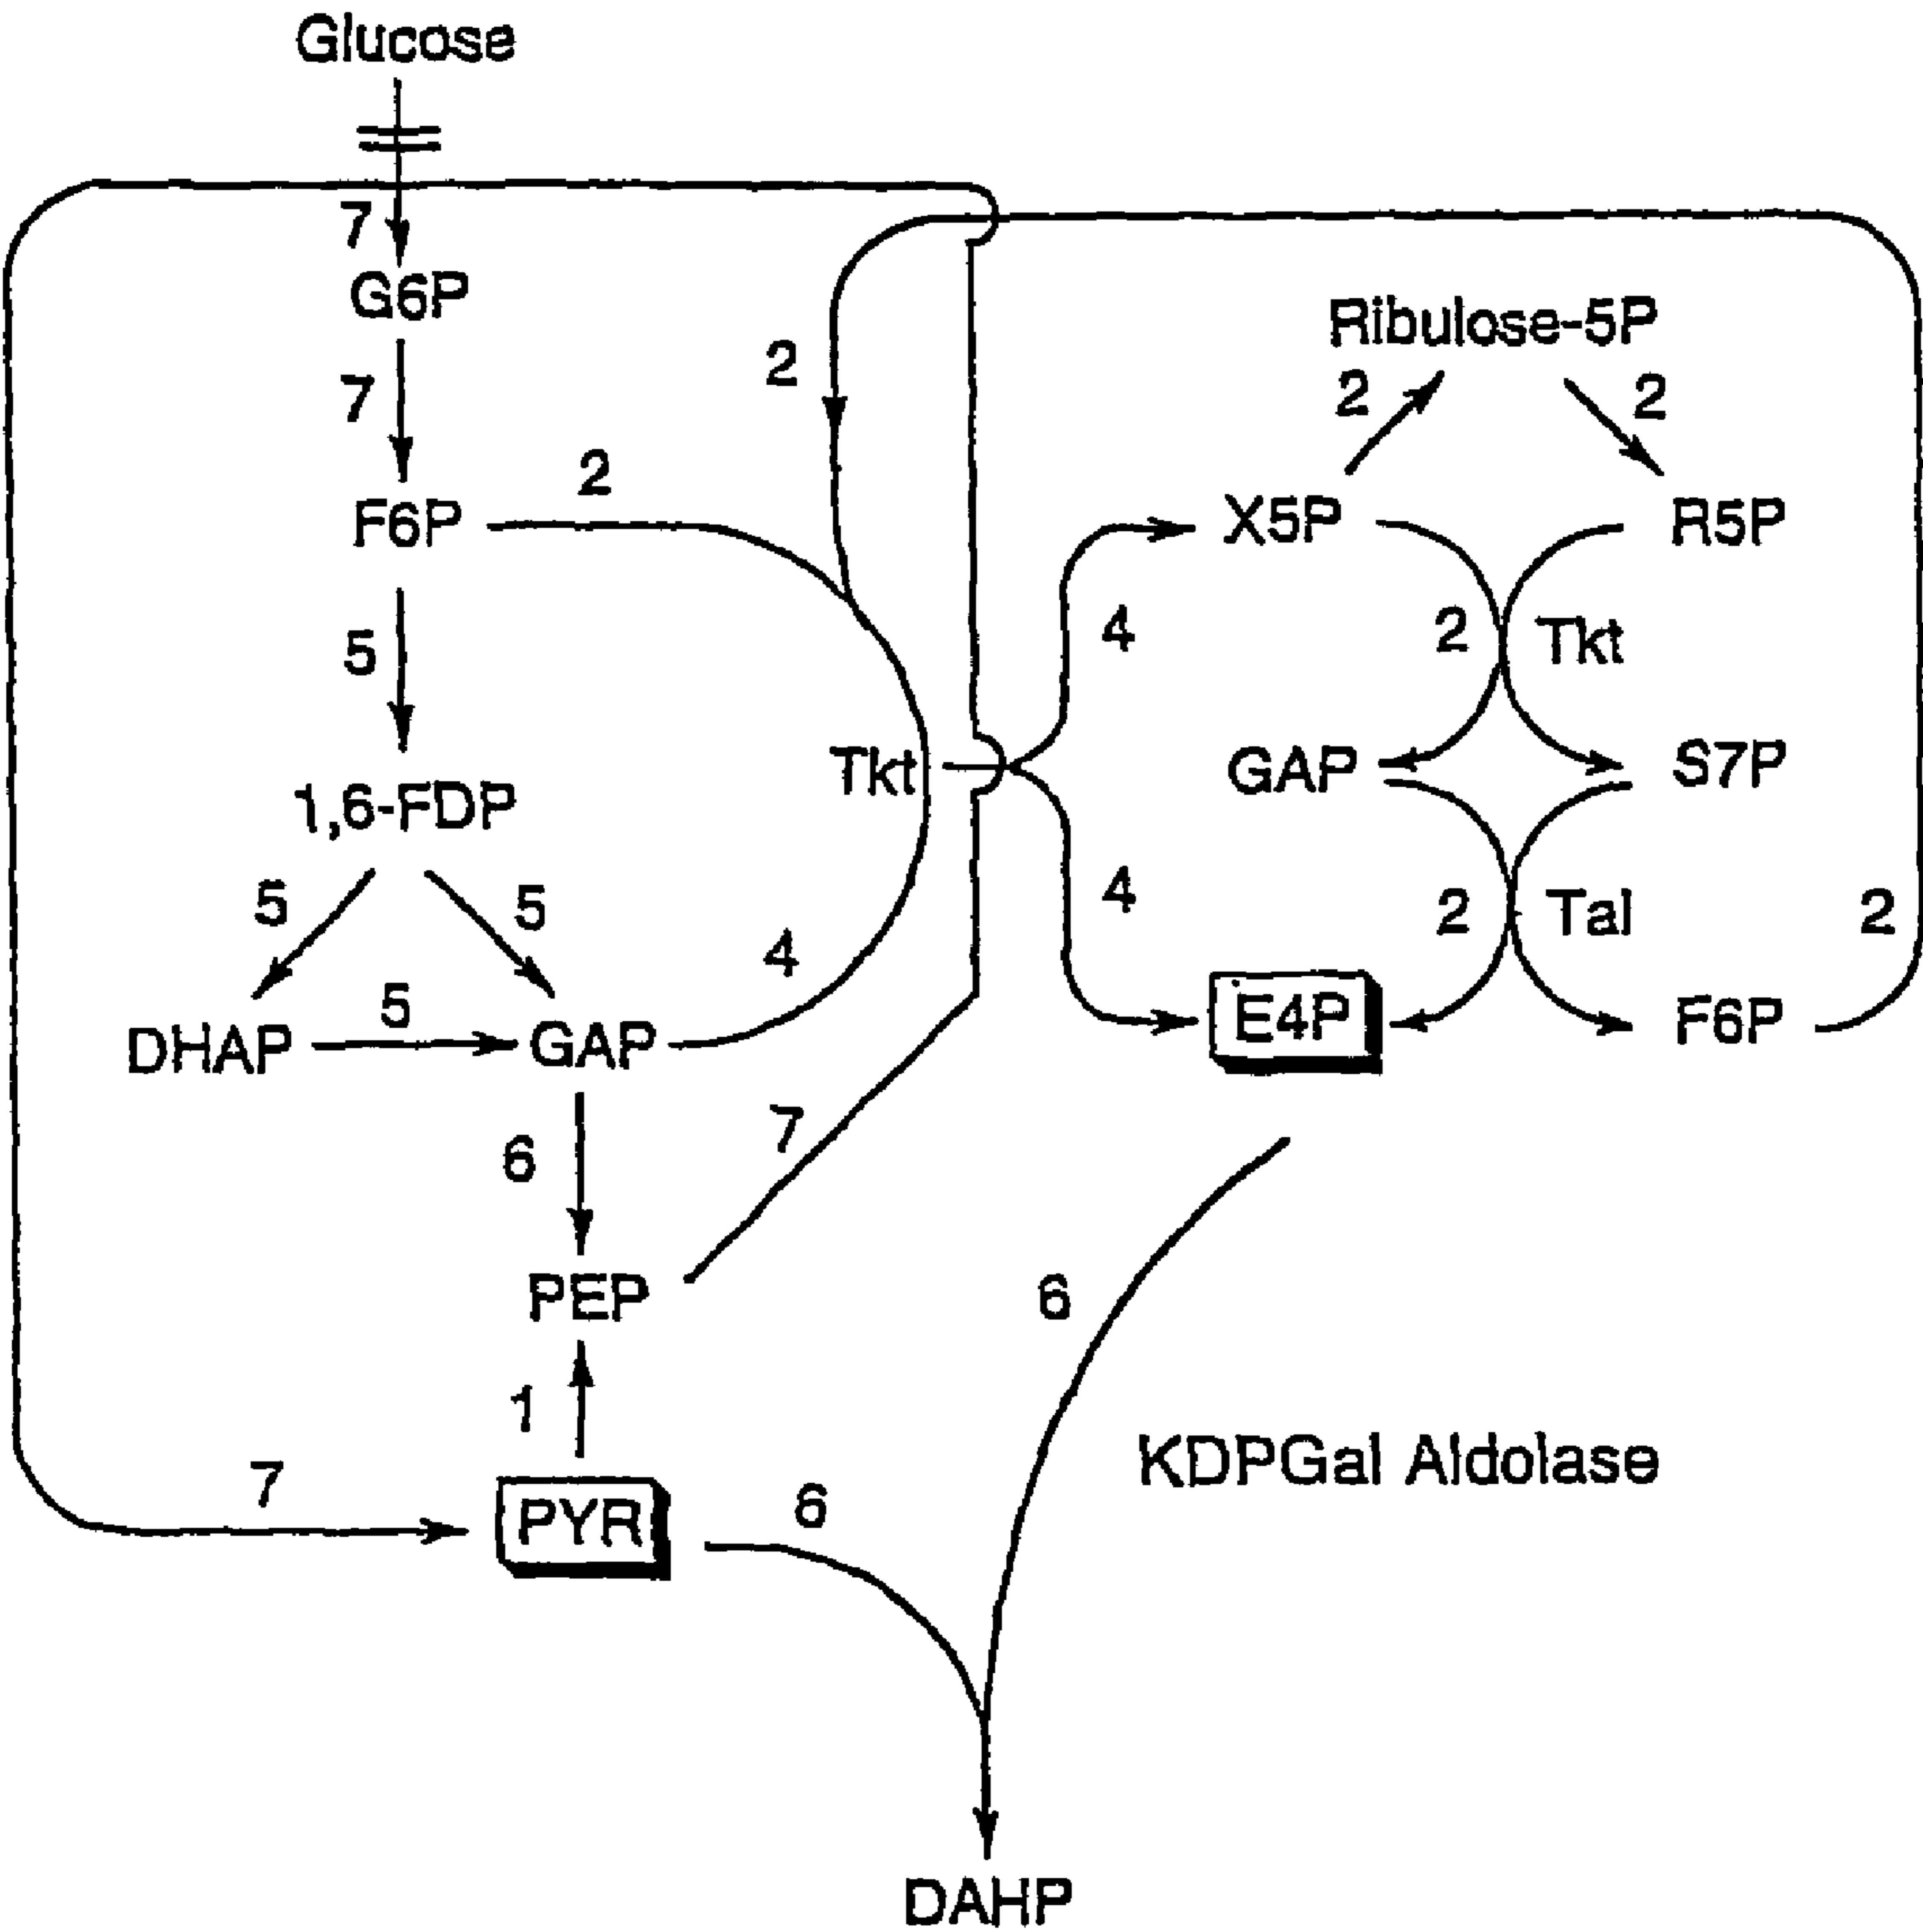 Glucose
7
G6P
7
2
Ribulose-5P
2
2
F6P
2
X5P
R5P
5
4
2
Tkt
1,6-FDP
Tkt
GAP
S7P
5
5
4
4
2
Tal
2
DHAP
5
GAP
E4P
F6P
6
7
PEP
6
1
7
PYR
6
KDPGal Aldolase
DAHP